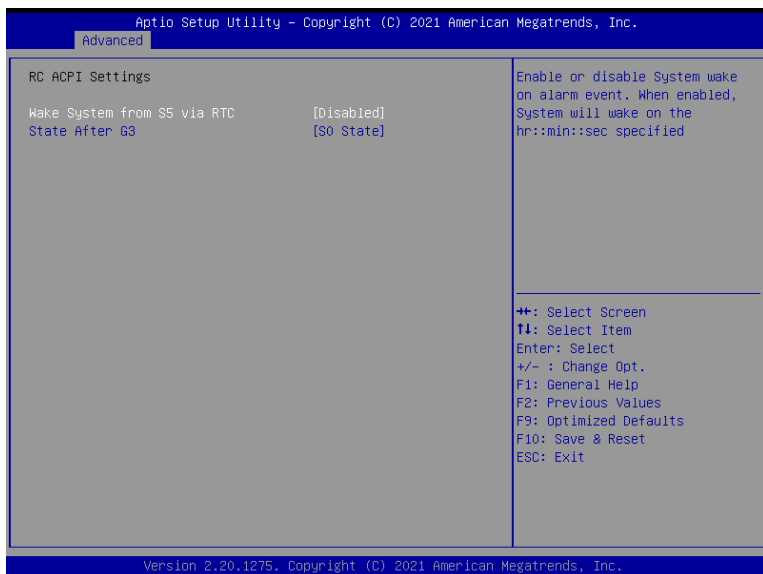 Aptio Setup Utility – Copyright (C) 2021 American Megatrends, Inc.
Advanced
RC ACPI Settings
Wake System from S5 via RTC [Disabled]
State After G3 [S0 State]
Enable or disable System wake
on alarm event. When enabled,
System will wake on the
hr::min::sec specified
→←: Select Screen
↑↓: Select Item
Enter: Select
+/- : Change Opt.
F1: General Help
F2: Previous Values
F9: Optimized Defaults
F10: Save & Reset
ESC: Exit
Version 2.20.1275. Copyright (C) 2021 American Megatrends, Inc.